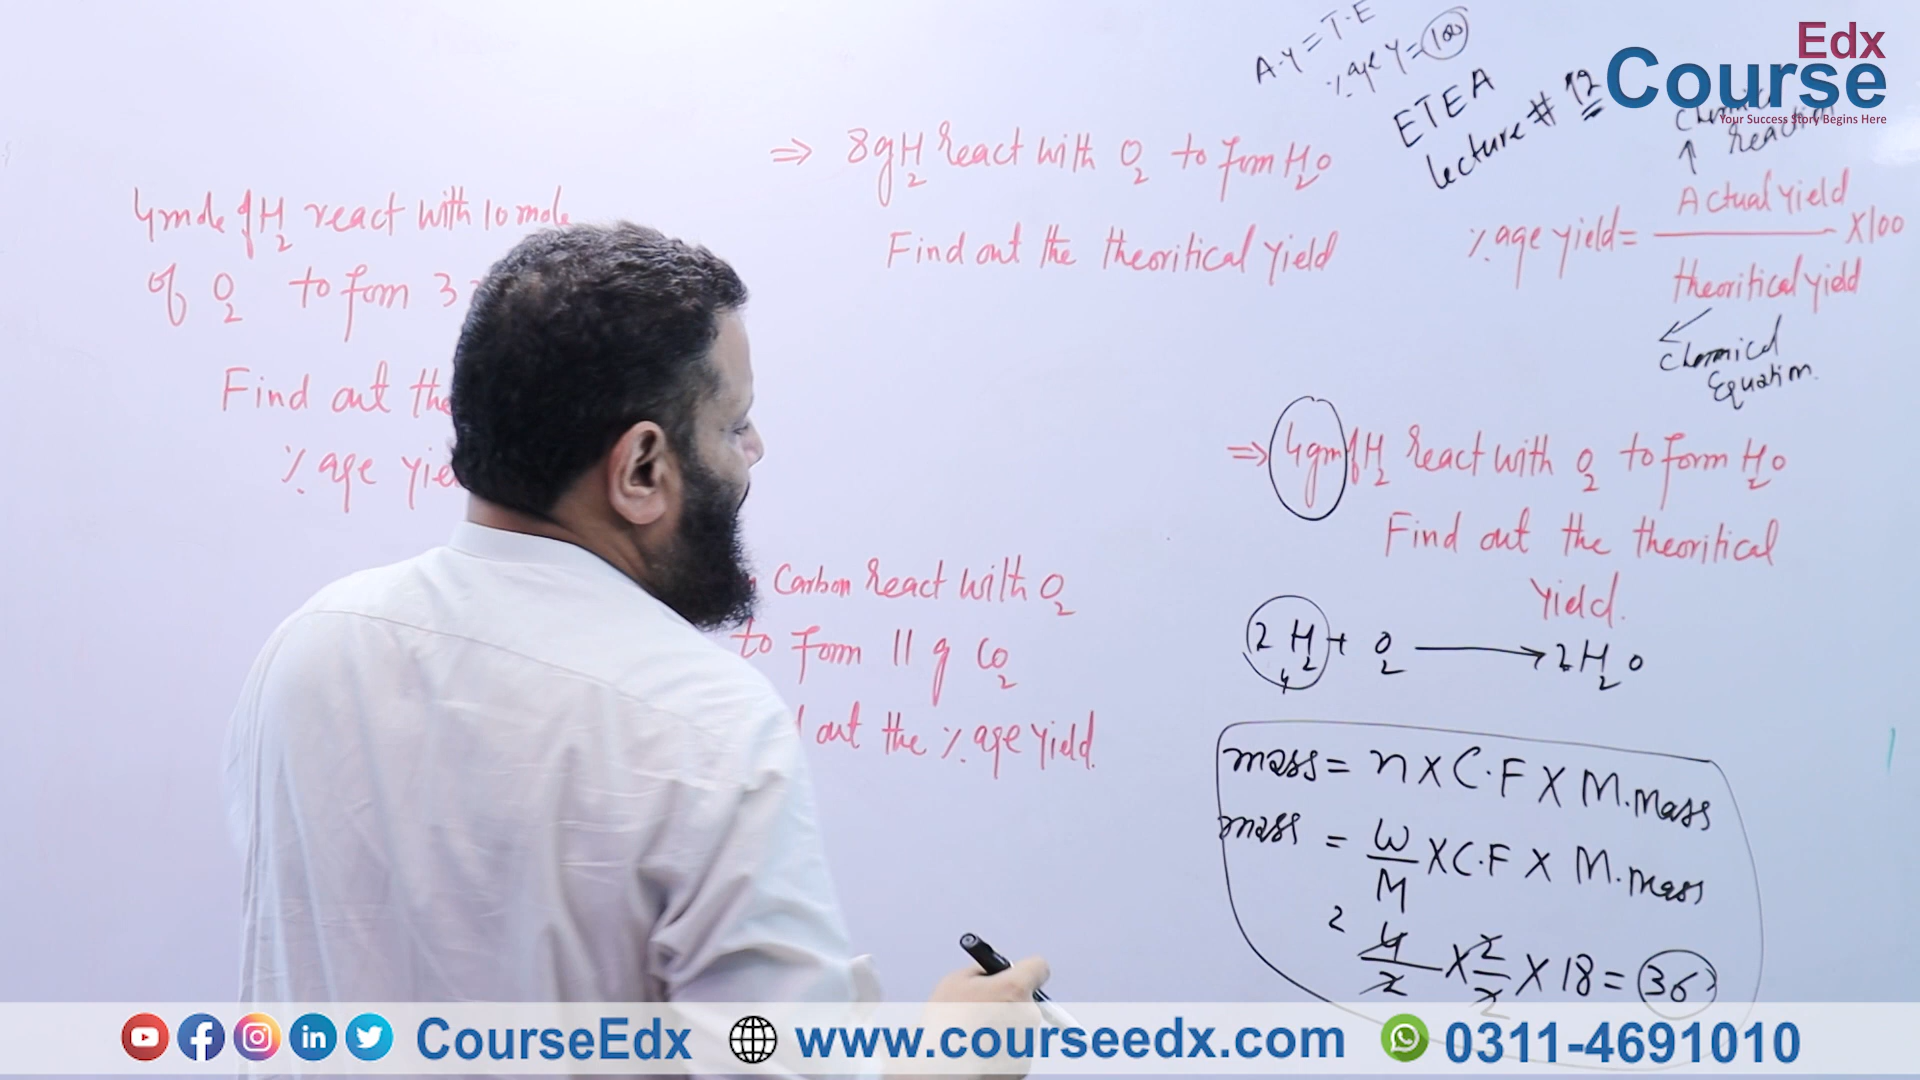 A.Y = T.E
%age Y = 100
ETEA
Lecture # 12
Edx
Course
Your Success Story Begins Here
4 mole of H2 react with 10 mole
of O2 to form 3
Find out the
%age yie
⇒ 8g H2 react with O2 to form H2O
Find out the theoritical yield
Chemic
Reaction
↑
%age yield = Actual yield / theoritical yield X 100
Chemical
Equation.
⇒ 4gm of H2 React with O2 to form H2O
Find out the theoritical
yield.
2H2 + O2 → 2H2O
4
Carbon react with O2
to form 11 g CO2
out the %age yield.
mass = n X C.F X M.mass
mass = W/M X C.F X M.mass
2 4/2 X 2/2 X 18 = 36
CourseEdx
www.courseedx.com
0311-4691010